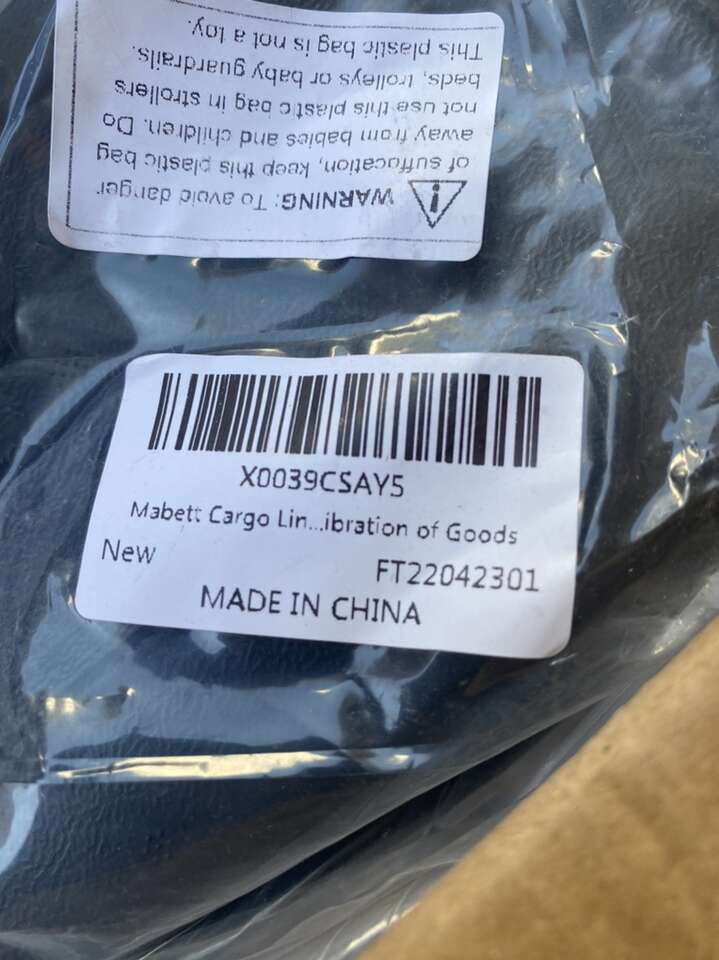 WARNING: To avoid danger
of suffocation, keep this plastic bag
away from babies and children. Do
not use this plastic bag in strollers
beds, trolleys or baby guardrails.
This plastic bag is not a toy.
X0039CSAY5
Mabett Cargo Lin...ibration of Goods
New
FT22042301
MADE IN CHINA